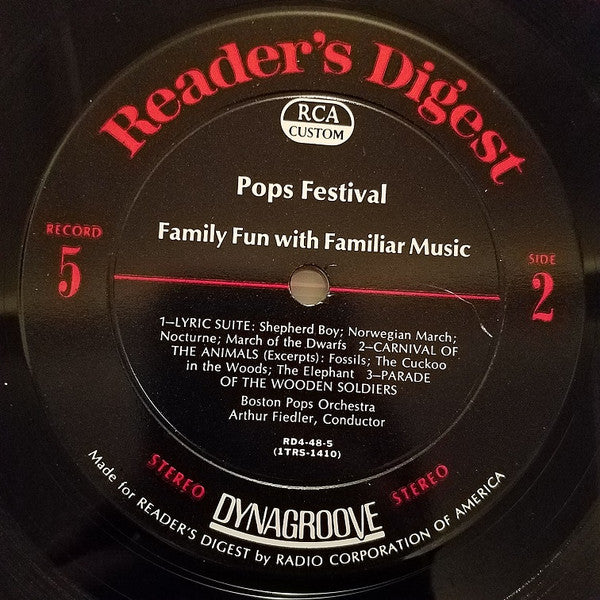 Reader's Digest
RCA
CUSTOM
Pops Festival
Family Fun with Familiar Music
RECORD
5
SIDE
2
1—LYRIC SUITE: Shepherd Boy; Norwegian March;
Nocturne; March of the Dwarfs 2—CARNIVAL OF
THE ANIMALS (Excerpts): Fossils; The Cuckoo
in the Woods; The Elephant 3—PARADE
OF THE WOODEN SOLDIERS
Boston Pops Orchestra
Arthur Fiedler, Conductor
RD4-48-5
(1TRS-1410)
STEREO
DYNAGROOVE
STEREO
Made for READER'S DIGEST by RADIO CORPORATION OF AMERICA